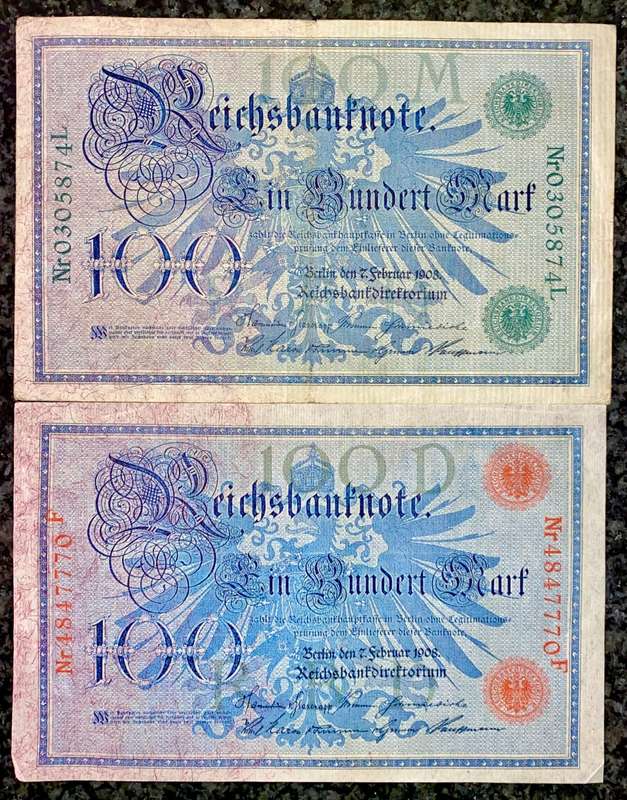 100 M
Reichsbanknote.
Ein Hundert Mark
zahlt die Reichsbankhauptkasse in Berlin ohne Legitimations-
prüfung dem Einlieferer dieser Banknote.
100
Berlin den 7. Februar 1908.
Reichsbankdirektorium
Nr0305874L
Nr0305874L
100 D
Reichsbanknote.
Ein Hundert Mark
zahlt die Reichsbankhauptkasse in Berlin ohne Legitimations-
prüfung dem Einlieferer dieser Banknote.
100
Berlin den 7. Februar 1908.
Reichsbankdirektorium
Nr4847770F
Nr4847770F